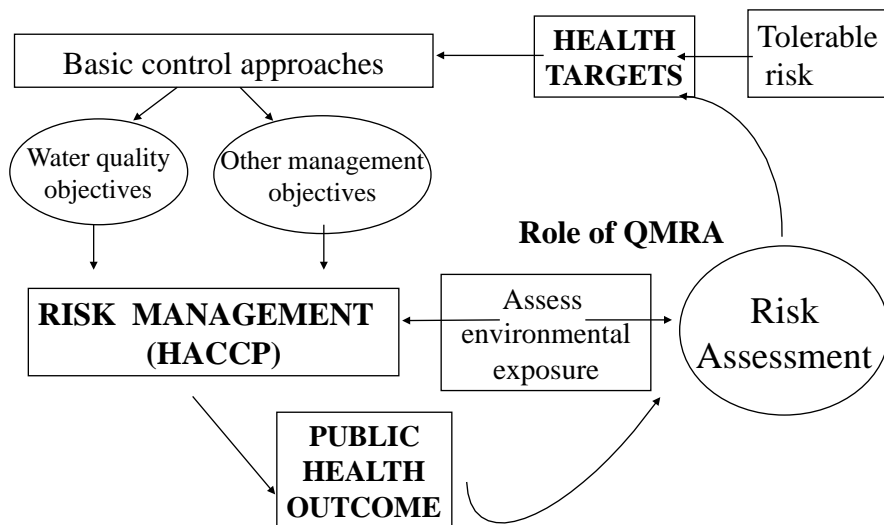 Basic control approaches
HEALTH
TARGETS
Tolerable
risk
Water quality
objectives
Other management
objectives
Role of QMRA
RISK MANAGEMENT
(HACCP)
Assess
environmental
exposure
Risk
Assessment
PUBLIC
HEALTH
OUTCOME